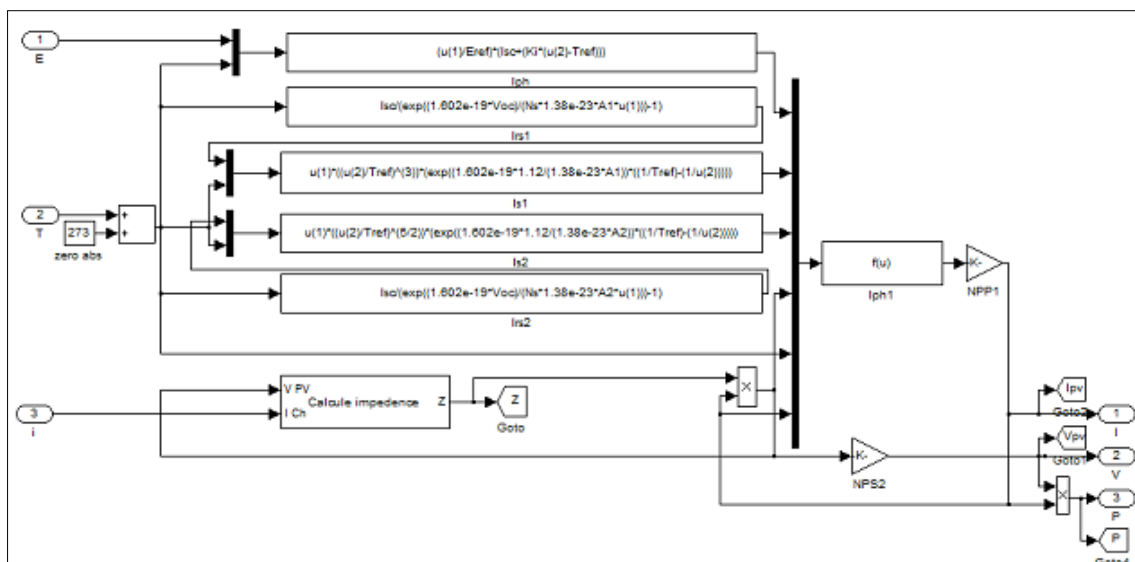 1
E
(u(1)/Eref)*(Isc+(Ki*(u(2)-Tref)))
Iph
Isc/(exp((1.602e-19*Voc)/(Ns*1.38e-23*A1*u(1)))-1)
Irs1
u(1)*((u(2)/Tref)^(3))*(exp((1.602e-19*1.12/(1.38e-23*A1))*((1/Tref)-(1/u(2)))))
Is1
2
T
273
zero abs
+
+
u(1)*((u(2)/Tref)^(5/2))*(exp((1.602e-19*1.12/(1.38e-23*A2))*((1/Tref)-(1/u(2)))))
Is2
Isc/(exp((1.602e-19*Voc)/(Ns*1.38e-23*A2*u(1)))-1)
Irs2
f(u)
Iph1
-K-
NPP1
3
i
V PV
I Ch
Calcule impedence
Z
Z
Goto
X
-K-
NPS2
Ipv
Goto2
1
I
Vpv
Goto1
2
V
X
3
P
P
Goto4